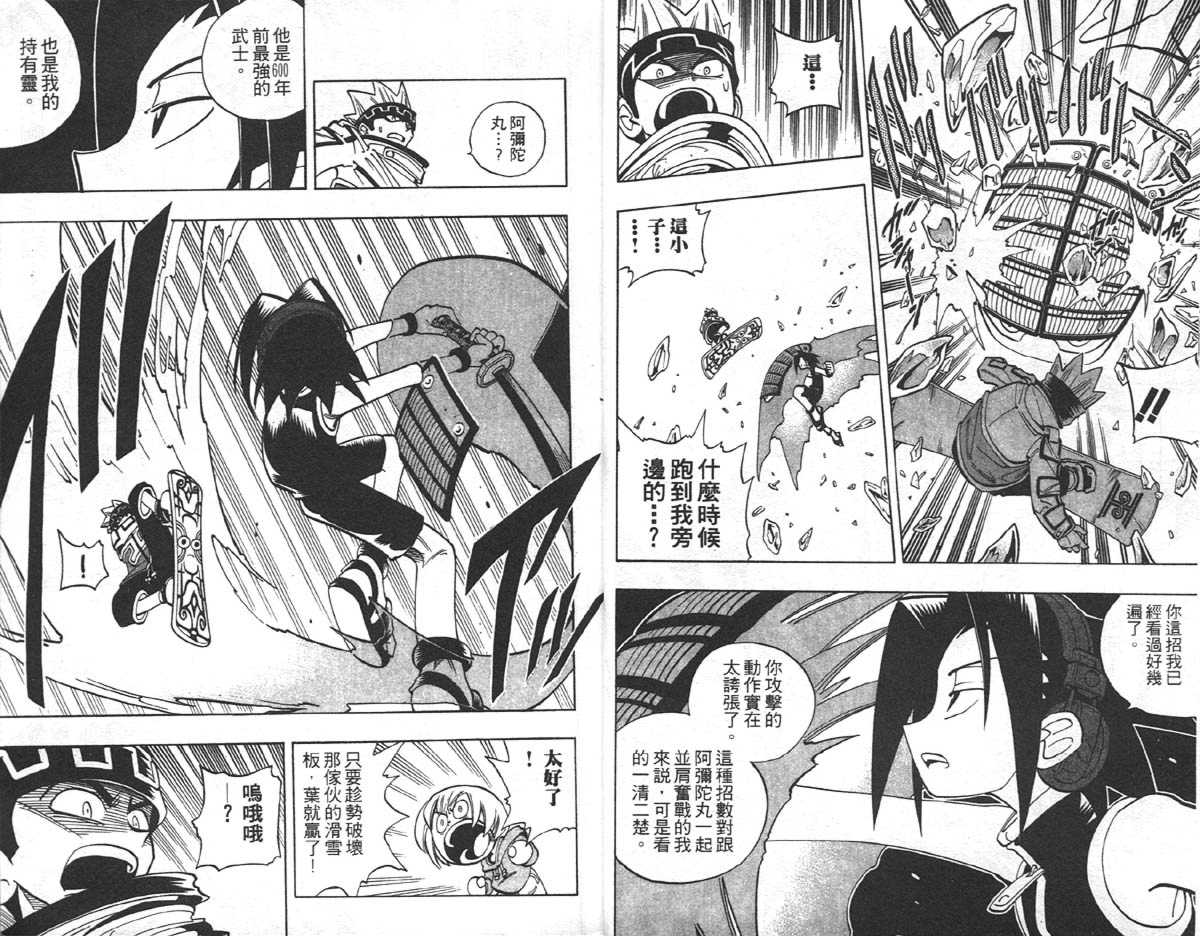 !!
這…
這小
子…
…!
什麼時候
跑到我旁
邊的……?
你這招我已
經看過好幾
遍了。
你攻擊的
動作實在
太誇張了。
這種招數對跟
阿彌陀丸一起
並肩奮戰的我
來說，可是看
的一清二楚。
阿彌陀
丸…?
他是600年
前最強的
武士。
也是我的
持有靈。
!
太好了
!
只要趁勢破壞
那傢伙的滑雪
板，葉就贏了!
嗚哦哦
—?